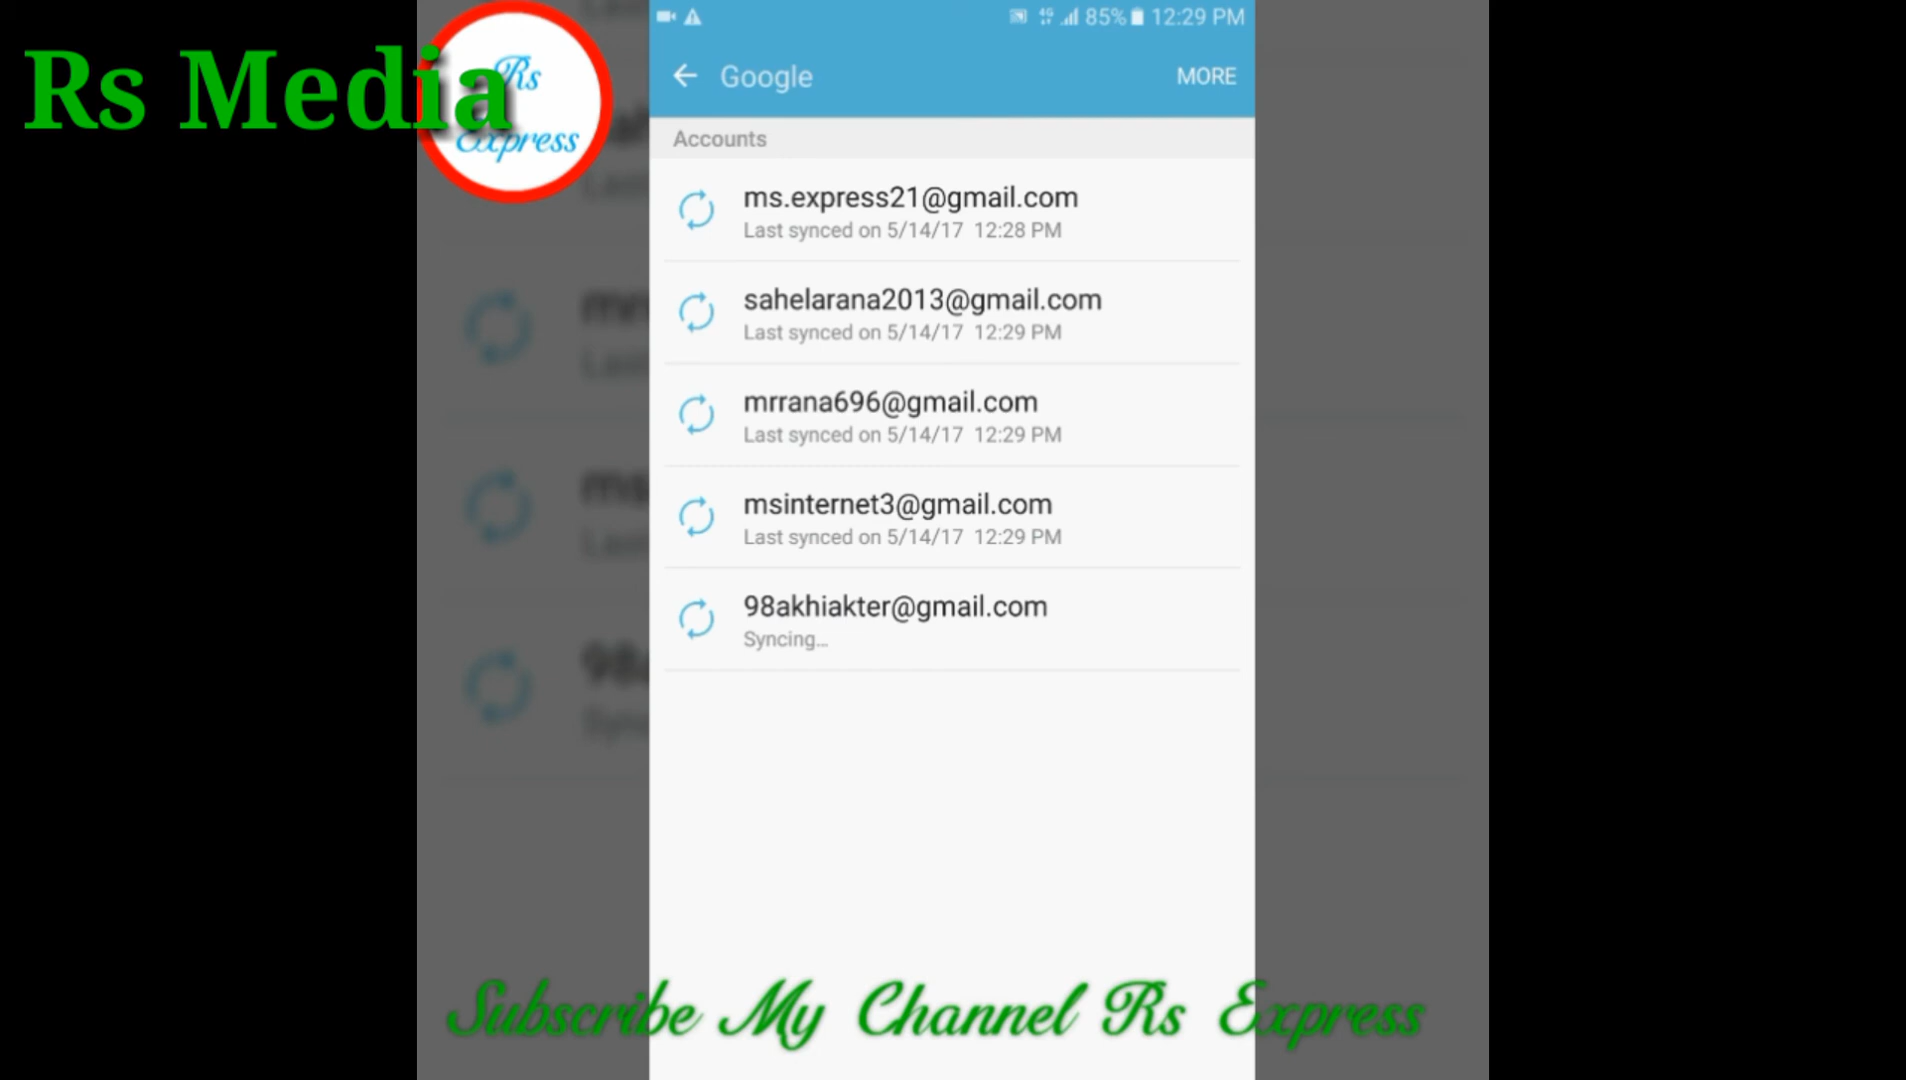 Rs Media
Rs
Express
4G 85% 12:29 PM
Google MORE
Accounts
ms.express21@gmail.com
Last synced on 5/14/17 12:28 PM
sahelarana2013@gmail.com
Last synced on 5/14/17 12:29 PM
mrrana696@gmail.com
Last synced on 5/14/17 12:29 PM
msinternet3@gmail.com
Last synced on 5/14/17 12:29 PM
98akhiakter@gmail.com
Syncing...
Subscribe My Channel Rs Express